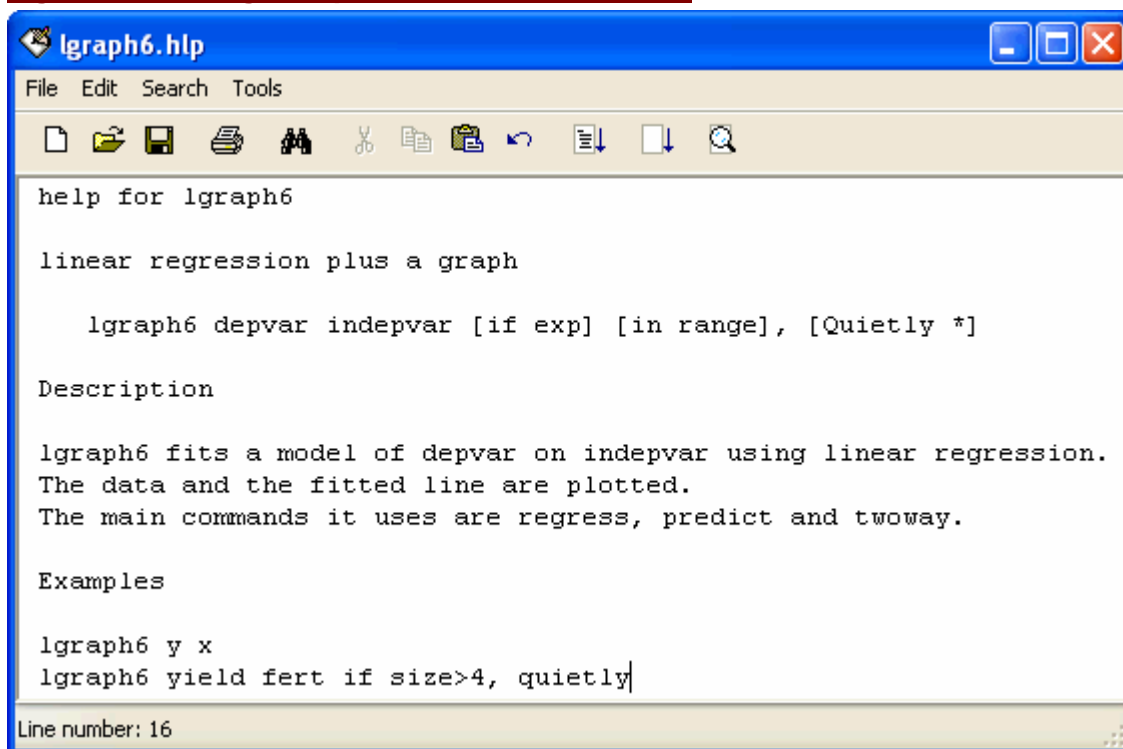 lgraph6.hlp
File Edit Search Tools
help for lgraph6
linear regression plus a graph
lgraph6 depvar indepvar [if exp] [in range], [Quietly *]
Description
lgraph6 fits a model of depvar on indepvar using linear regression.
The data and the fitted line are plotted.
The main commands it uses are regress, predict and twoway.
Examples
lgraph6 y x
lgraph6 yield fert if size>4, quietly
Line number: 16